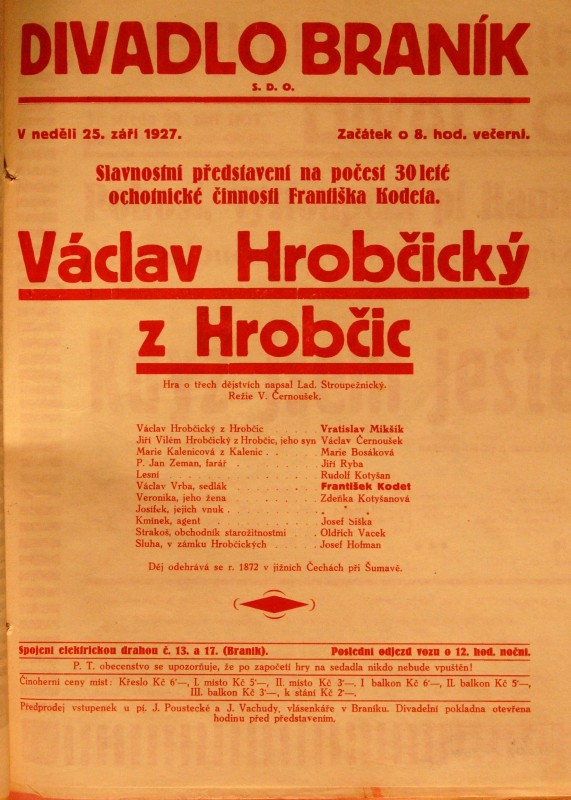 DIVADLO BRANÍK
S. D. O.
V neděli 25. září 1927. Začátek o 8. hod. večerní.
Slavnostní představení na počest 30 leté
ochotnické činnosti Františka Kodeta.
Václav Hrobčický
z Hrobčic
Hra o třech dějstvích napsal Lad. Stroupežnický.
Režie V. Černoušek.
Václav Hrobčický z Hrobčic . . . . . Vratislav Mikšík
Jiří Vilém Hrobčický z Hrobčic, jeho syn Václav Černoušek
Marie Kalenicová z Kalenic . . . . . Marie Bosáková
P. Jan Zeman, farář . . . . . Jiří Ryba
Lesní . . . . . Rudolf Kotyšan
Václav Vrba, sedlák . . . . . František Kodet
Veronika, jeho žena . . . . . Zdeňka Kotyšanová
Josífek, jejich vnuk . . . . . * * *
Kmínek, agent . . . . . Josef Šiška
Strakoš, obchodník starožitnostmi . Oldřich Vacek
Sluha, v zámku Hrobčických . . . . . Josef Hofman
Děj odehrává se r. 1872 v jižních Čechách při Šumavě.
Spojení elektrickou drahou č. 13. a 17. (Braník). Poslední odjezd vozu o 12. hod. noční.
P. T. obecenstvo se upozorňuje, že po započetí hry na sedadla nikdo nebude vpuštěn!
Činoherní ceny míst: Křeslo Kč 6·—, I. místo Kč 5·—, II. místo Kč 3·—. I balkon Kč 6·—, II. balkon Kč 5·—,
III. balkon Kč 3·—, k stání Kč 2·—.
Předprodej vstupenek u pí. J. Poustecké a J. Vachudy, vlásenkáře v Braníku. Divadelní pokladna otevřena
hodinu před představením.